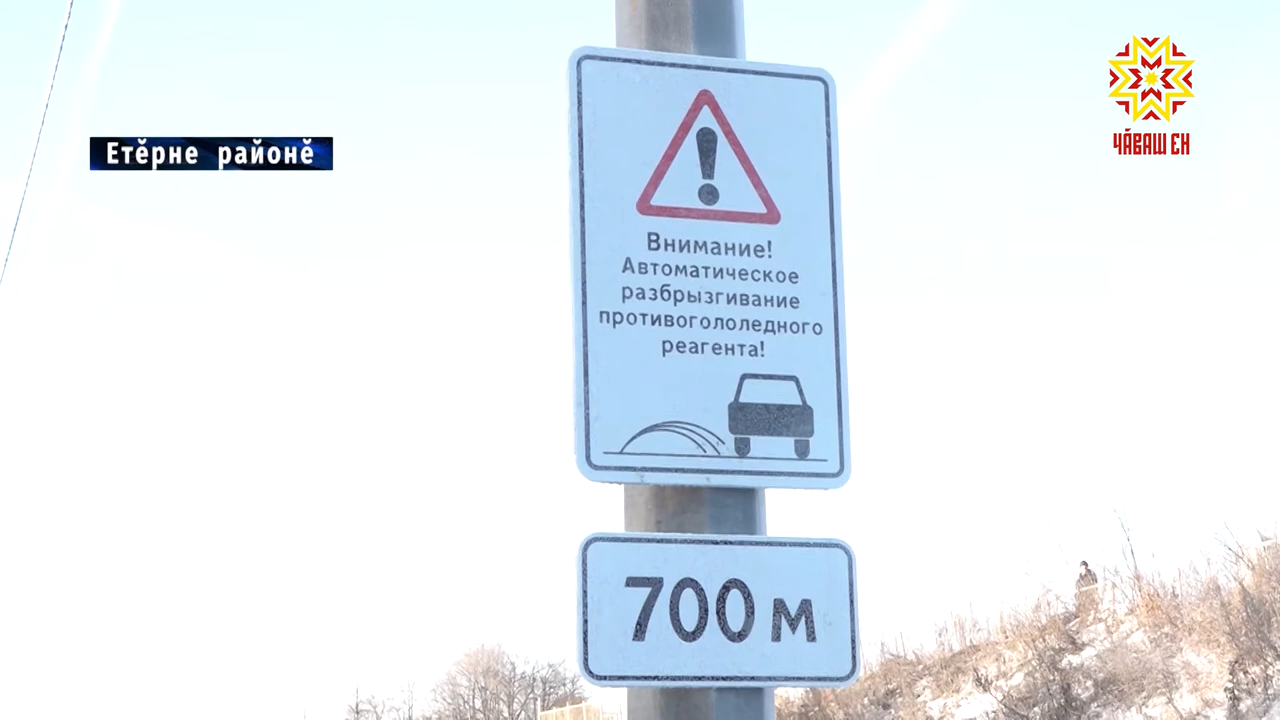 Етӗрне районӗ
ЧӐВАШ ЕН
Внимание!
Автоматическое
разбрызгивание
противогололедного
реагента!
700 м